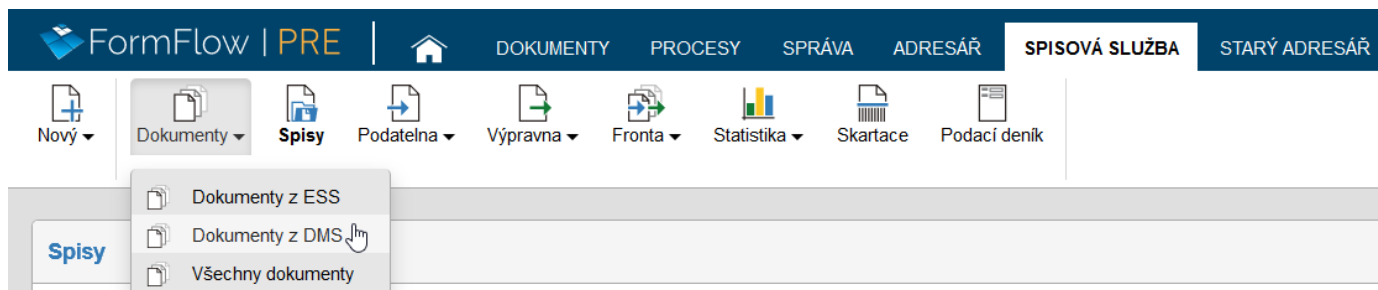 FormFlow | PRE
DOKUMENTY PROCESY SPRÁVA ADRESÁŘ SPISOVÁ SLUŽBA STARÝ ADRESÁŘ
Nový Dokumenty Spisy Podatelna Výpravna Fronta Statistika Skartace Podací deník
Dokumenty z ESS
Dokumenty z DMS
Všechny dokumenty
Spisy